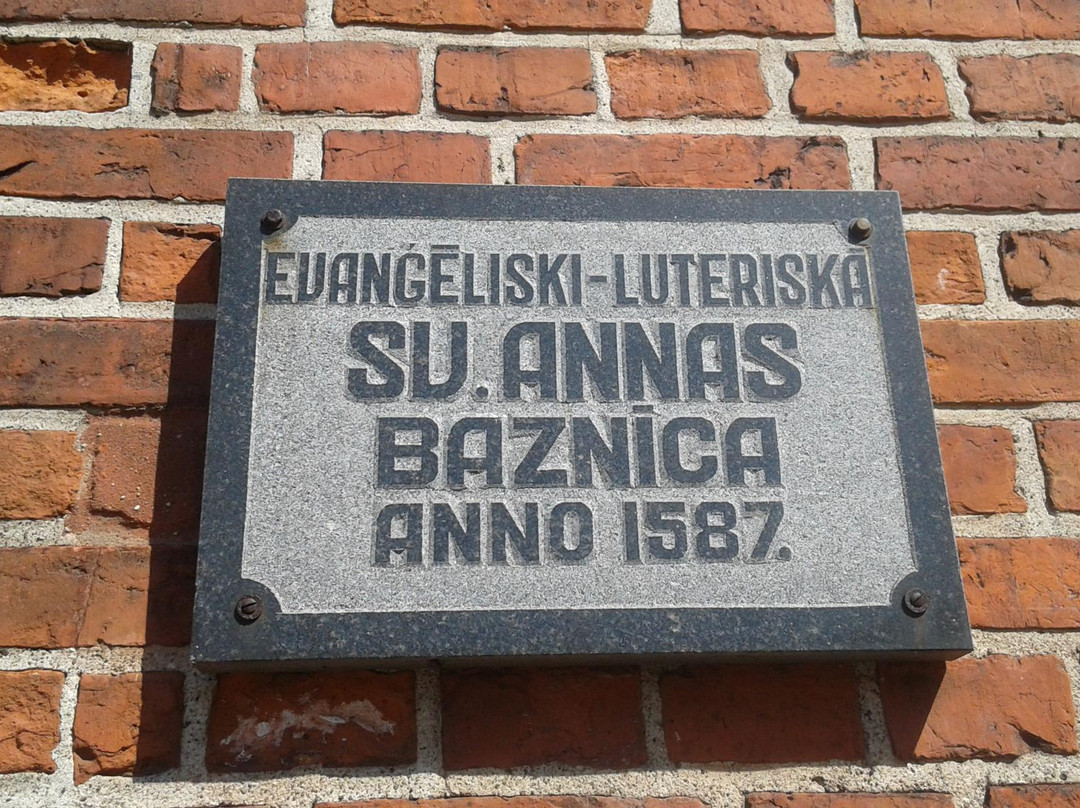 EVANĢĒLISKI-LUTERISKĀ
SV. ANNAS
BAZNĪCA
ANNO 1587.